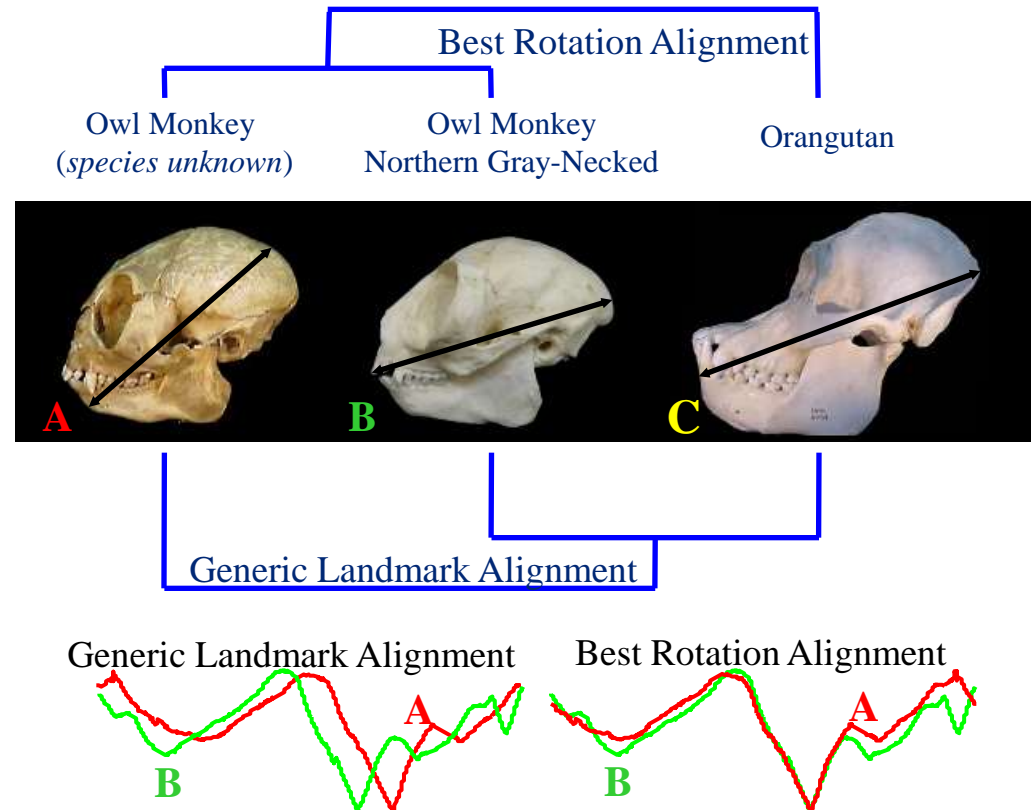 Best Rotation Alignment
Owl Monkey
(species unknown)
Owl Monkey
Northern Gray-Necked
Orangutan
A
B
C
Generic Landmark Alignment
Generic Landmark Alignment
Best Rotation Alignment
A
B
A
B